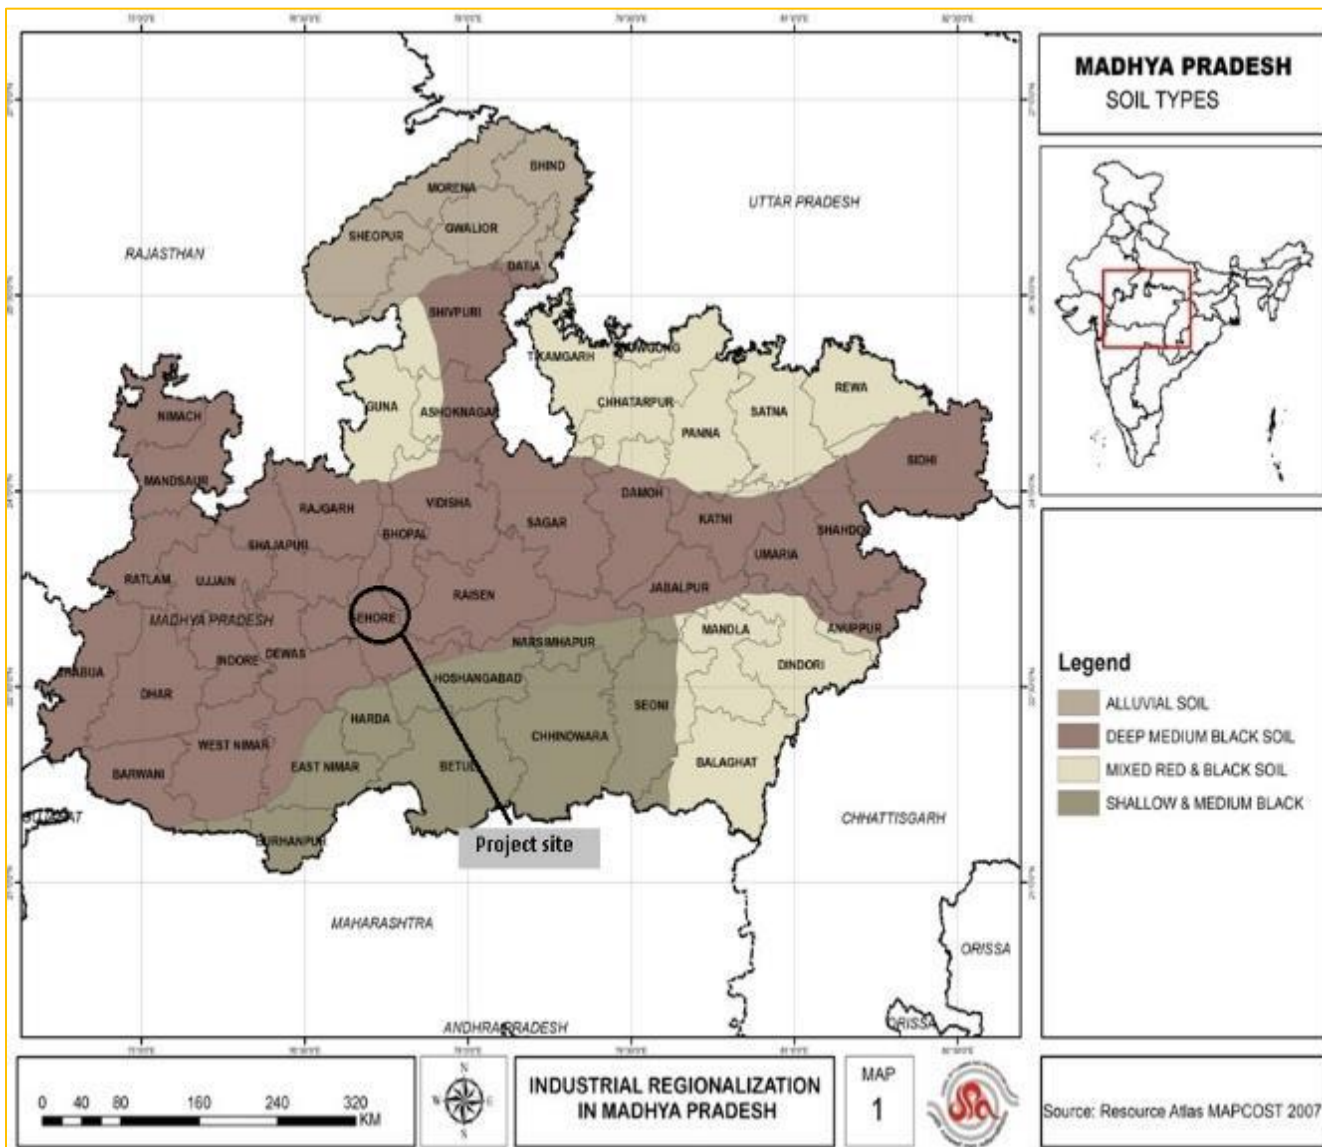 MADHYA PRADESH
SOIL TYPES
BHIND
MORENA
UTTAR PRADESH
GWALIOR
SHEOPUR
RAJASTHAN
DATIA
SHIVPURI
TIKAMGARH
REWA
GUNA
CHHATARPUR
ASHOKNAGAR
SATNA
NIMACH
PANNA
SIDHI
MANDSAUR
DAMOH
VIDISHA
RAJGARH
KATNI
SAGAR
BHOPAL
SHAHDOL
SHAJAPUR
UMARIA
RATLAM
UJJAIN
JABALPUR
RAISEN
MADHYA PRADESH
EHORE
MANDLA
ANUPPUR
NARSIMHAPUR
DEWAS
INDORE
DINDORI
HOSHANGABAD
DHAR
SEONI
HARDA
CHHINDWARA
WEST NIMAR
BALAGHAT
EAST NIMAR
BETUL
BARWANI
CHHATTISGARH
BURHANPUR
Project site
MAHARASHTRA
ORISSA
ORISSA
ANDHRA PRADESH
Legend
ALLUVIAL SOIL
DEEP MEDIUM BLACK SOIL
MIXED RED & BLACK SOIL
SHALLOW & MEDIUM BLACK
0 40 80 160 240 320
KM
N
W E
S
INDUSTRIAL REGIONALIZATION
IN MADHYA PRADESH
MAP
1
Source: Resource Atlas MAPCOST 2007